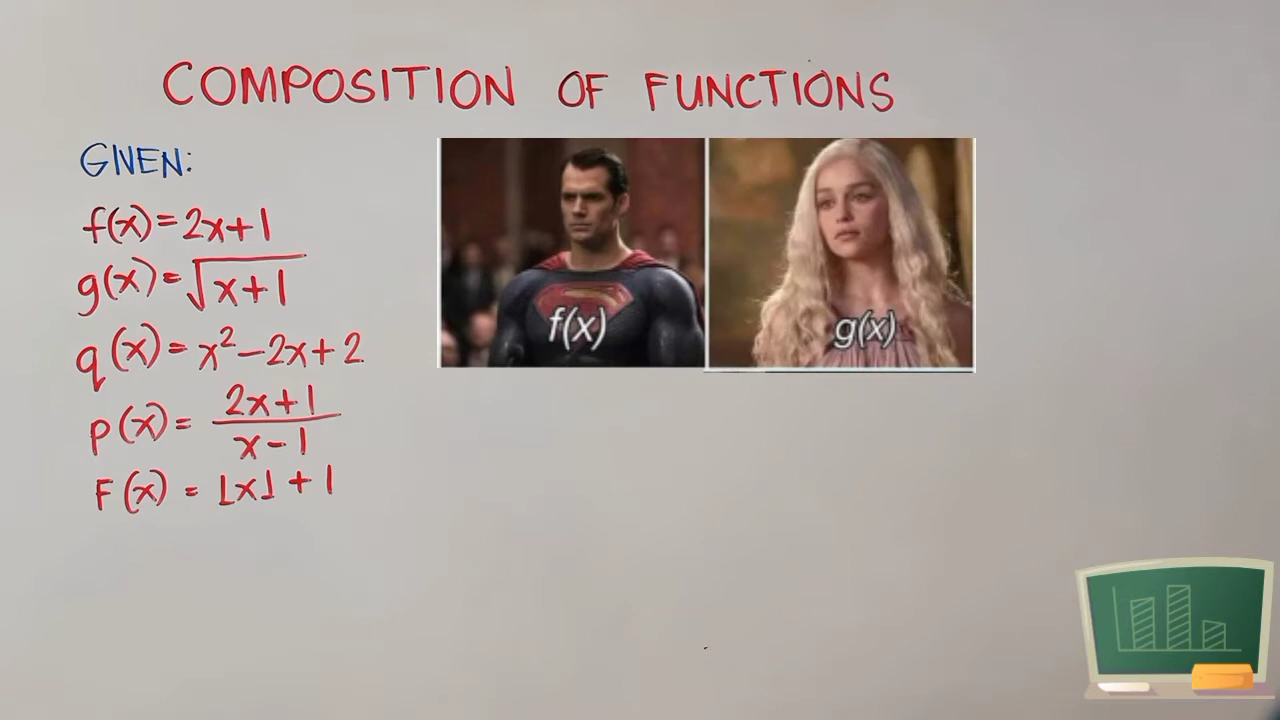 COMPOSITION OF FUNCTIONS
GIVEN:
f(x)=2x+1
g(x)=√x+1
q(x)=x²-2x+2
p(x)= 2x+1
x-1
F(x)=⌊x⌋+1
f(x)
g(x)